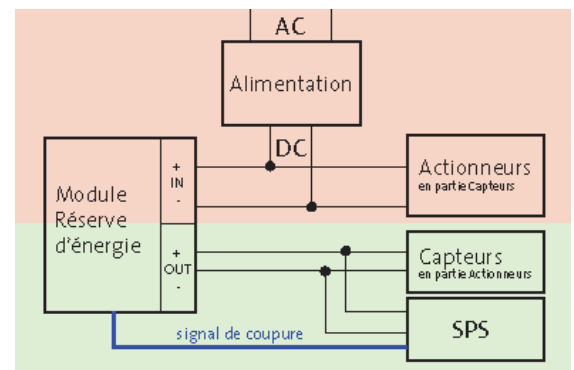 AC
Alimentation
DC
+
IN
-
Module
Réserve
d'énergie
+
OUT
-
Actionneurs
en partie Capteurs
Capteurs
en partie Actionneurs
SPS
signal de coupure